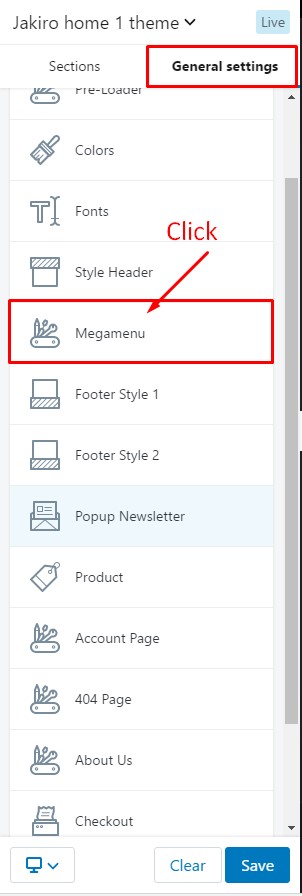 Jakiro home 1 theme
Live
Sections
General settings
Pre-Loader
Colors
Fonts
Click
Style Header
Megamenu
Footer Style 1
Footer Style 2
Popup Newsletter
Product
Account Page
404 Page
About Us
Checkout
Clear
Save